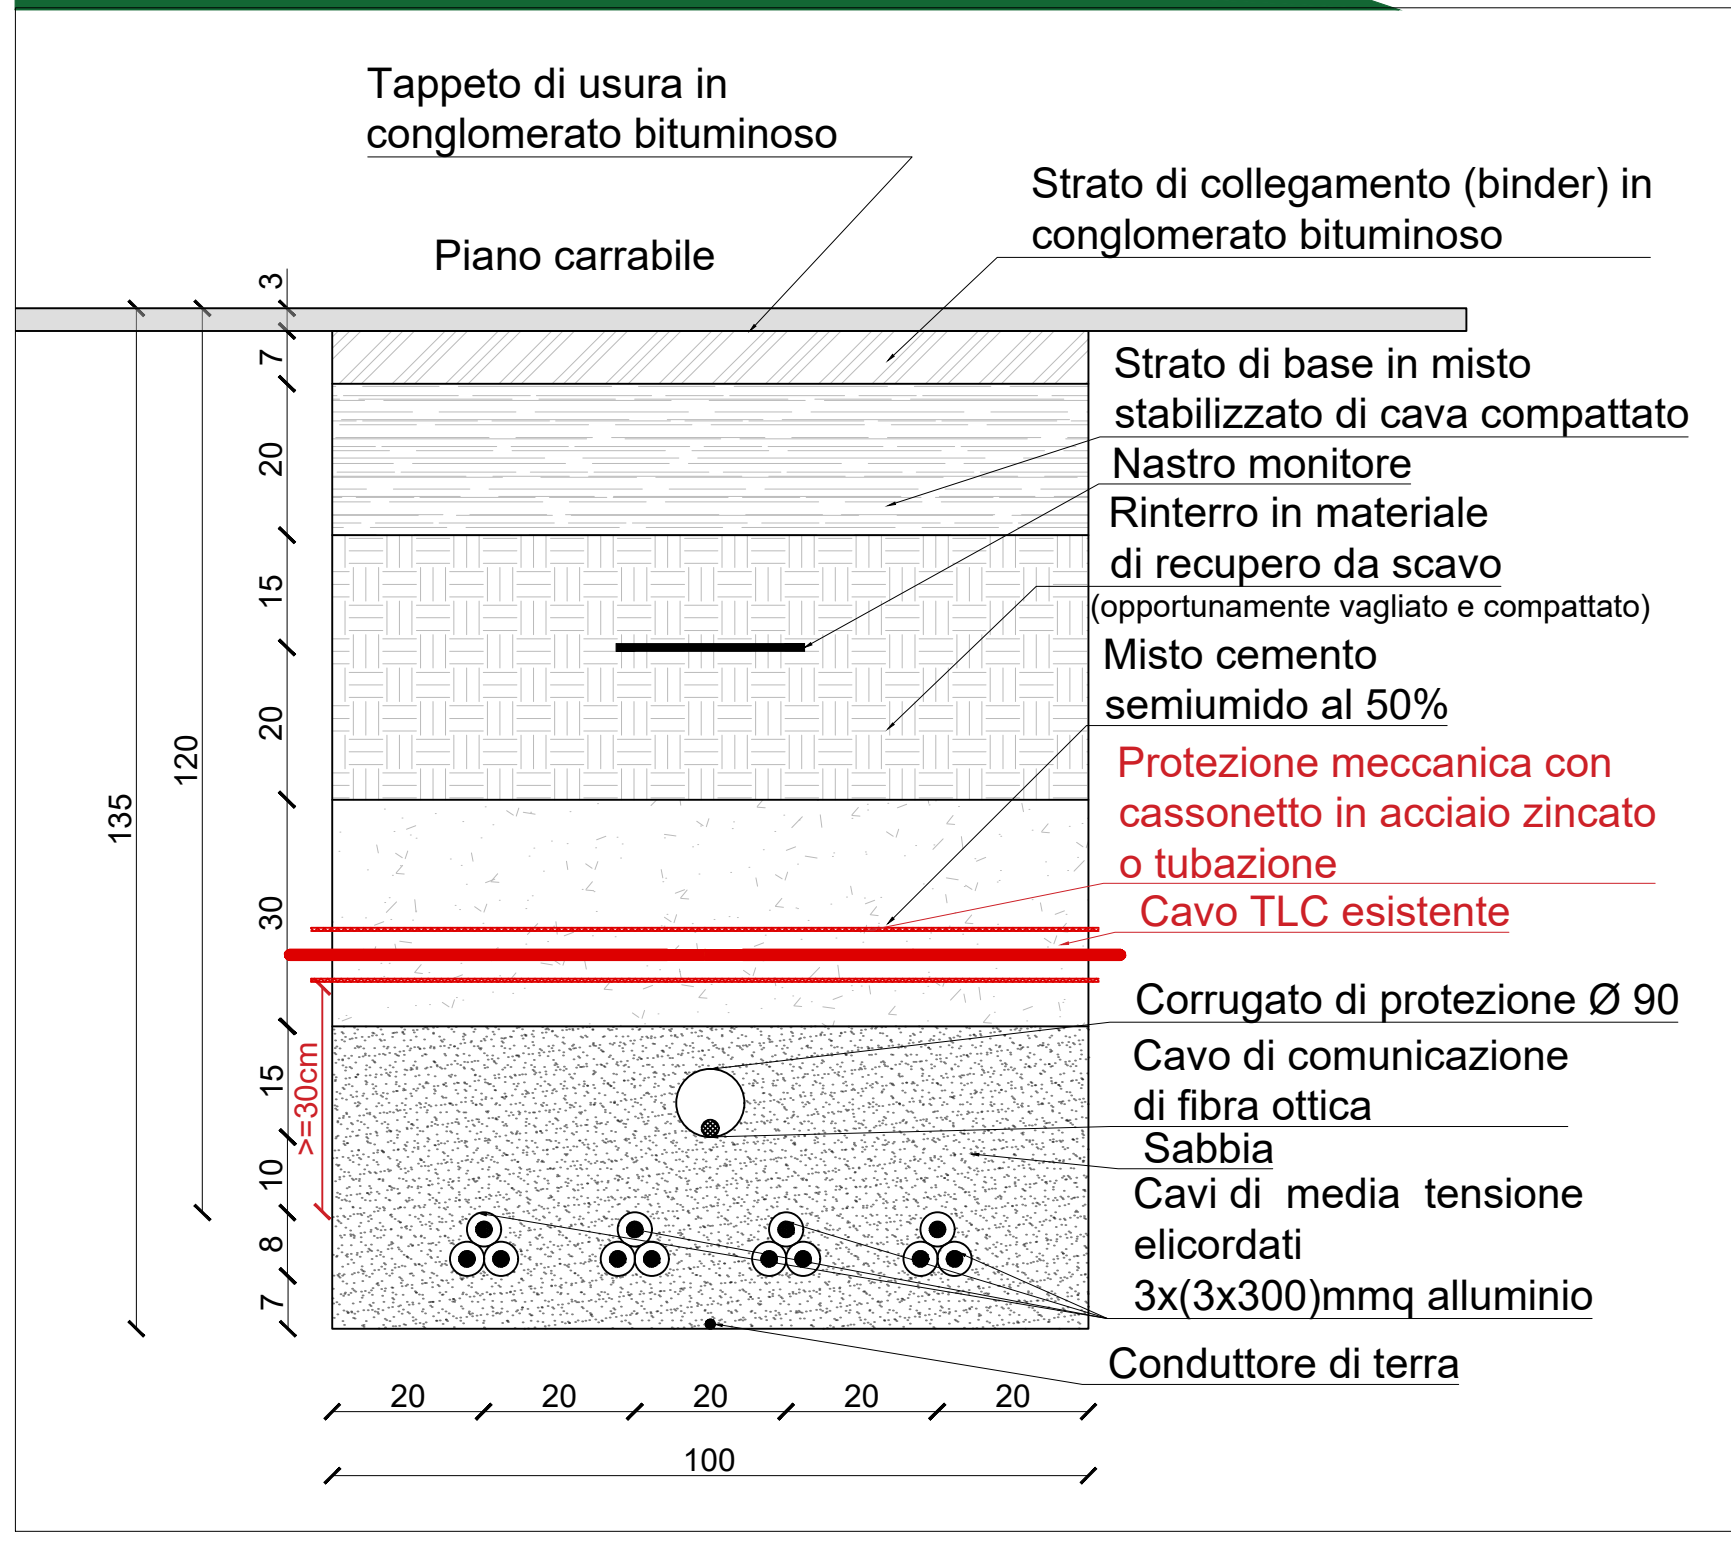 Tappeto di usura in
conglomerato bituminoso
Strato di collegamento (binder) in
conglomerato bituminoso
Piano carrabile
3
7
20
15
20
30
15
10
8
7
120
135
>=30cm
Strato di base in misto
stabilizzato di cava compattato
Nastro monitore
Rinterro in materiale
di recupero da scavo
(opportunamente vagliato e compattato)
Misto cemento
semiumido al 50%
Protezione meccanica con
cassonetto in acciaio zincato
o tubazione
Cavo TLC esistente
Corrugato di protezione Ø 90
Cavo di comunicazione
di fibra ottica
Sabbia
Cavi di media tensione
elicordati
3x(3x300)mmq alluminio
Conduttore di terra
20 20 20 20 20
100